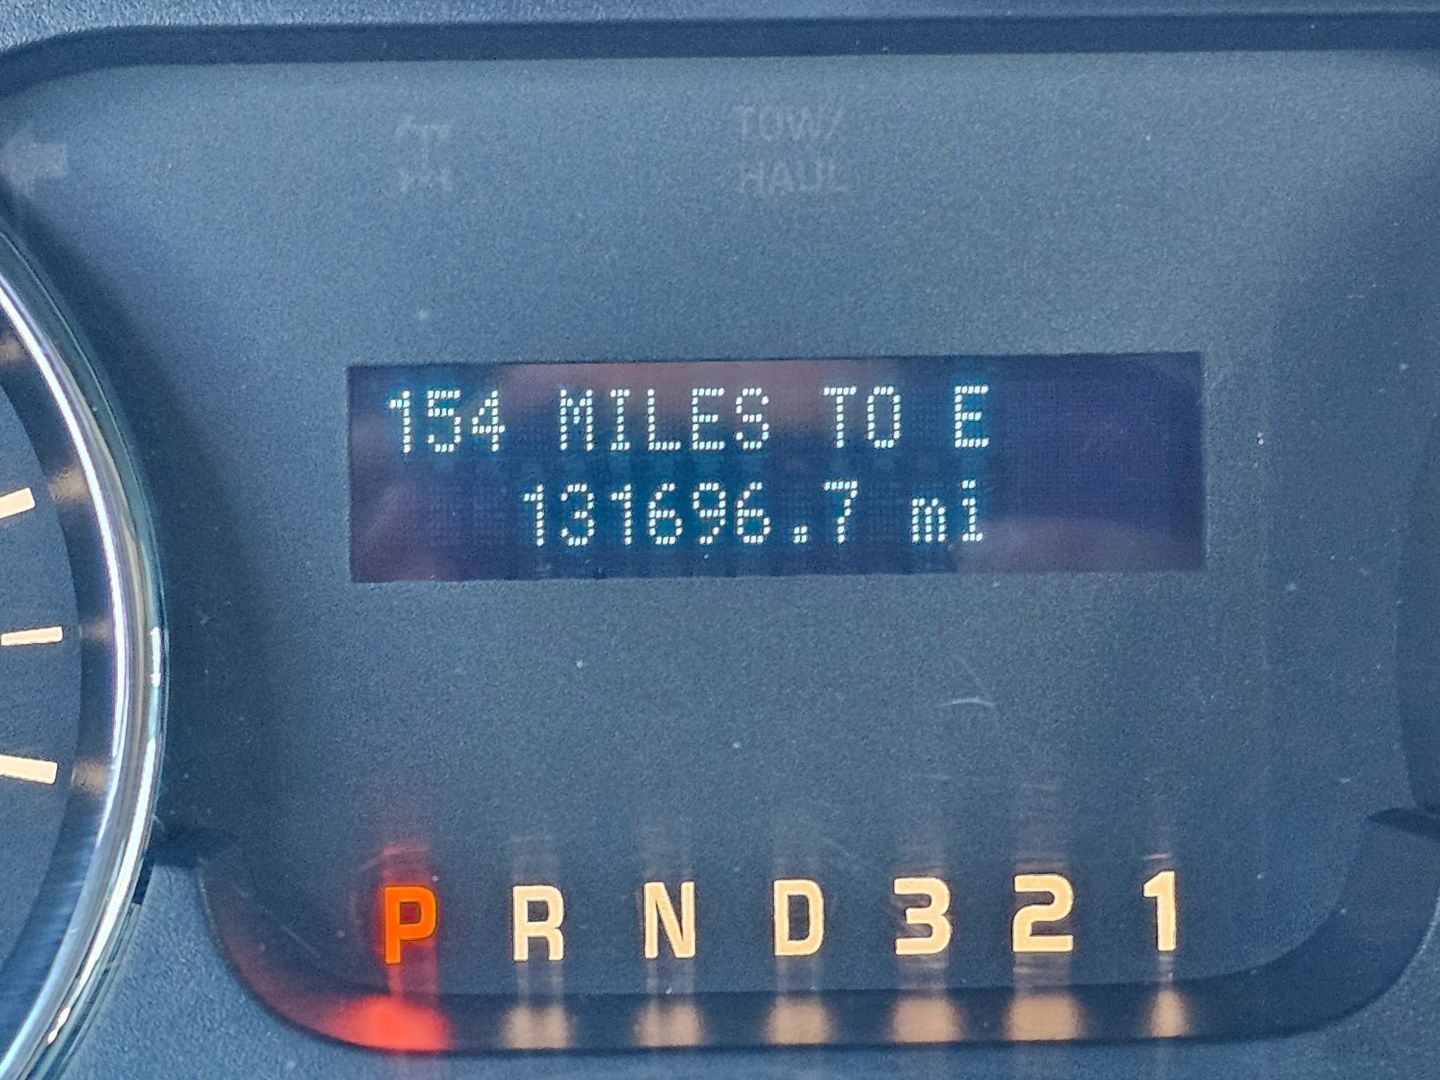 TOW/
HAUL
154 MILES TO E
131696.7 mi
P R N D 3 2 1